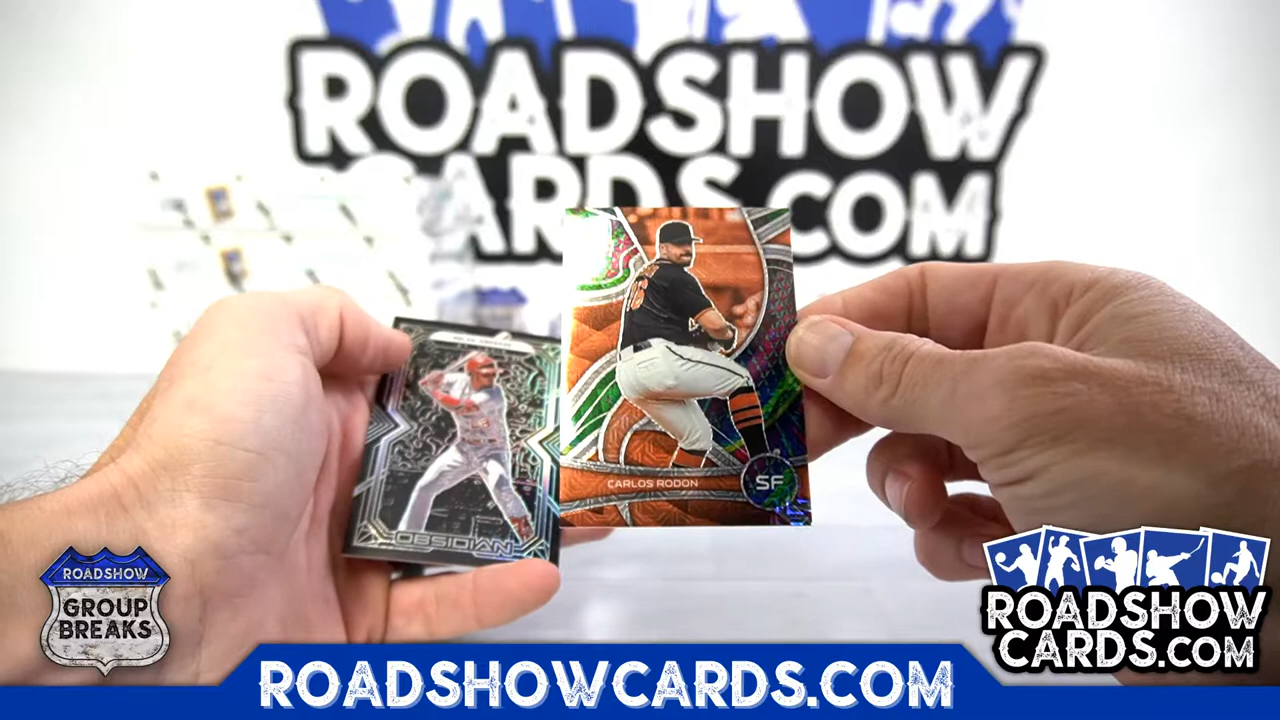 ROADSHOW
CARDS.COM
CARLOS RODON
SF
OBSIDIAN
ROADSHOW
GROUP
BREAKS
ROADSHOW
CARDS.COM
ROADSHOWCARDS.COM